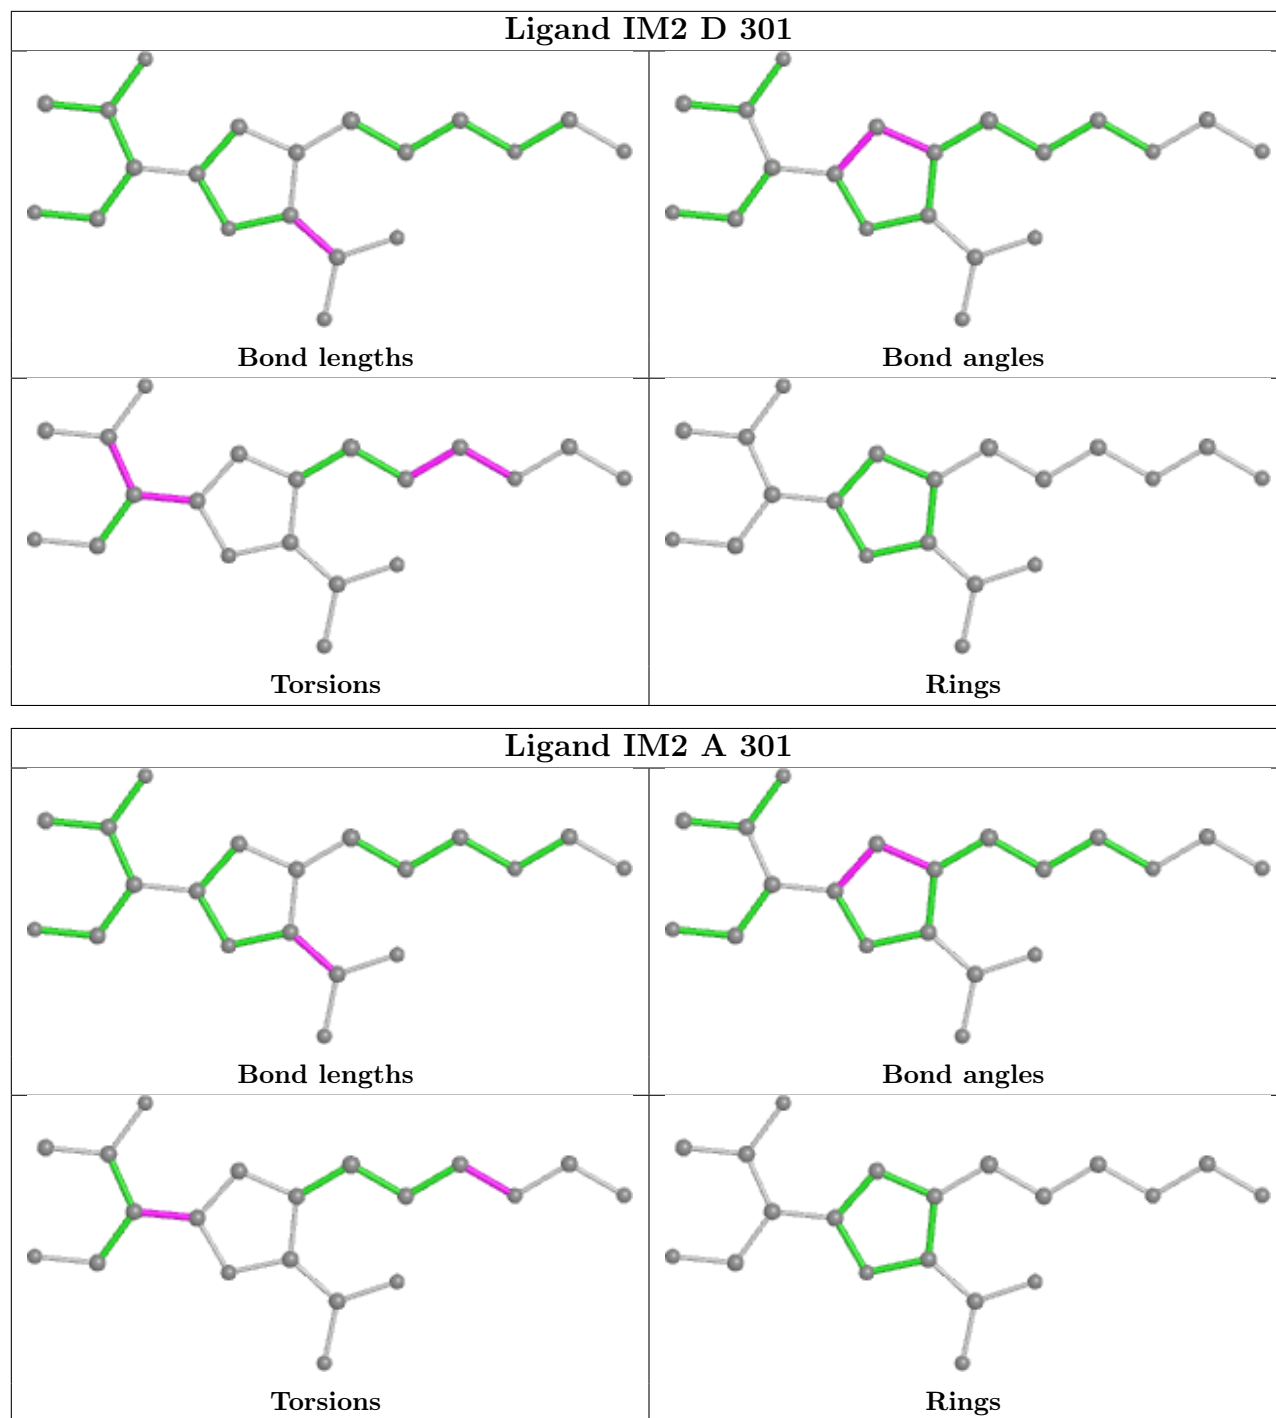 Ligand IM2 D 301
Bond lengths
Bond angles
Torsions
Rings
Ligand IM2 A 301
Bond lengths
Bond angles
Torsions
Rings